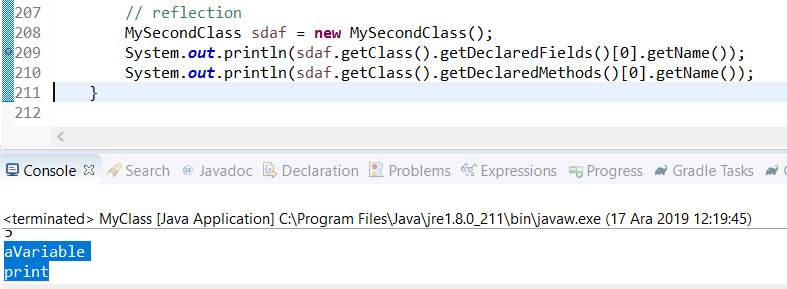 207 // reflection
208 MySecondClass sdaf = new MySecondClass();
209 System.out.println(sdaf.getClass().getDeclaredFields()[0].getName());
210 System.out.println(sdaf.getClass().getDeclaredMethods()[0].getName());
211 }
212
Console Search @ Javadoc Declaration Problems Expressions Progress Gradle Tasks
<terminated> MyClass [Java Application] C:\Program Files\Java\jre1.8.0_211\bin\javaw.exe (17 Ara 2019 12:19:45)
aVariable
print